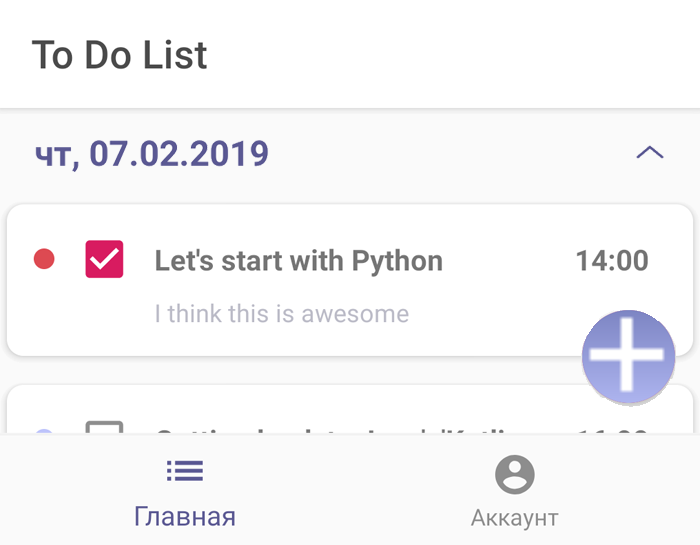 To Do List
чт, 07.02.2019
Let's start with Python 14:00
I think this is awesome
Главная
Аккаунт